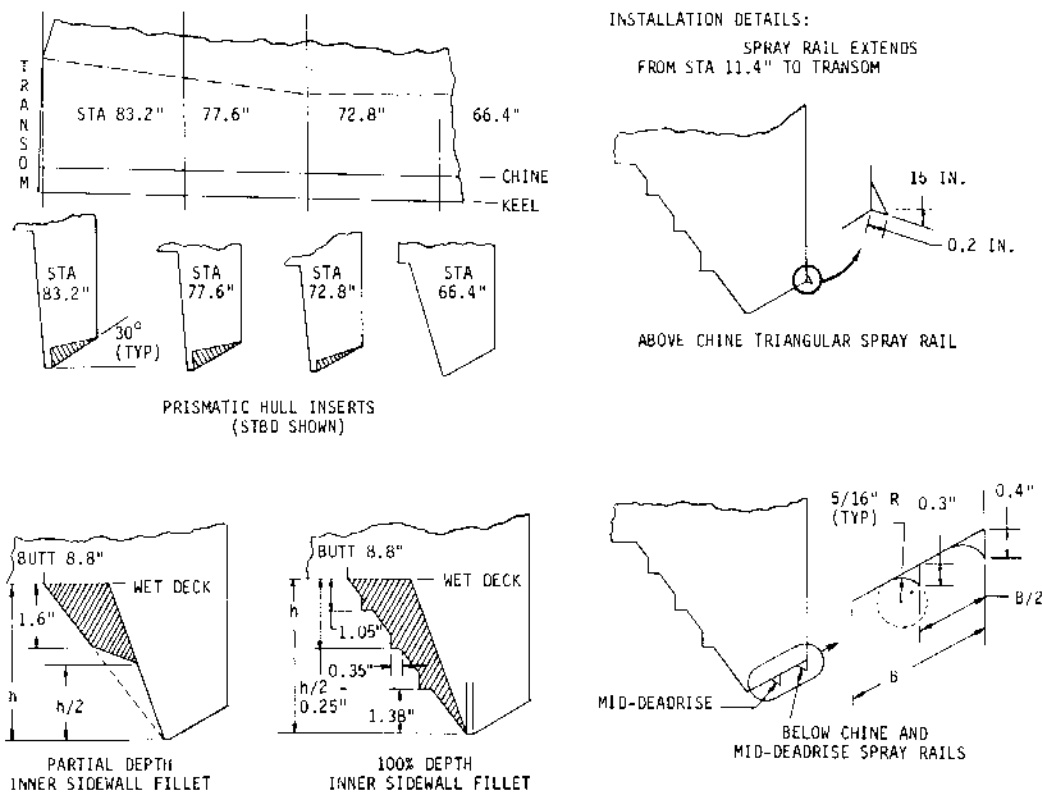 TRANSOM
STA 83.2" 77.6" 72.8" 66.4"
CHINE
KEEL
STA
83.2"
STA
77.6"
STA
72.8"
STA
66.4"
30°
(TYP)
PRISMATIC HULL INSERTS
(STBD SHOWN)
INSTALLATION DETAILS:
SPRAY RAIL EXTENDS
FROM STA 11.4" TO TRANSOM
15 IN.
0.2 IN.
ABOVE CHINE TRIANGULAR SPRAY RAIL
BUTT 8.8"
WET DECK
1.6"
h
h/2
PARTIAL DEPTH
INNER SIDEWALL FILLET
BUTT 8.8"
WET DECK
h
1.05"
0.35"
h/2 -
0.25"
1.38"
100% DEPTH
INNER SIDEWALL FILLET
5/16" R
(TYP)
0.3"
0.4"
B/2
B
MID-DEADRISE
BELOW CHINE AND
MID-DEADRISE SPRAY RAILS